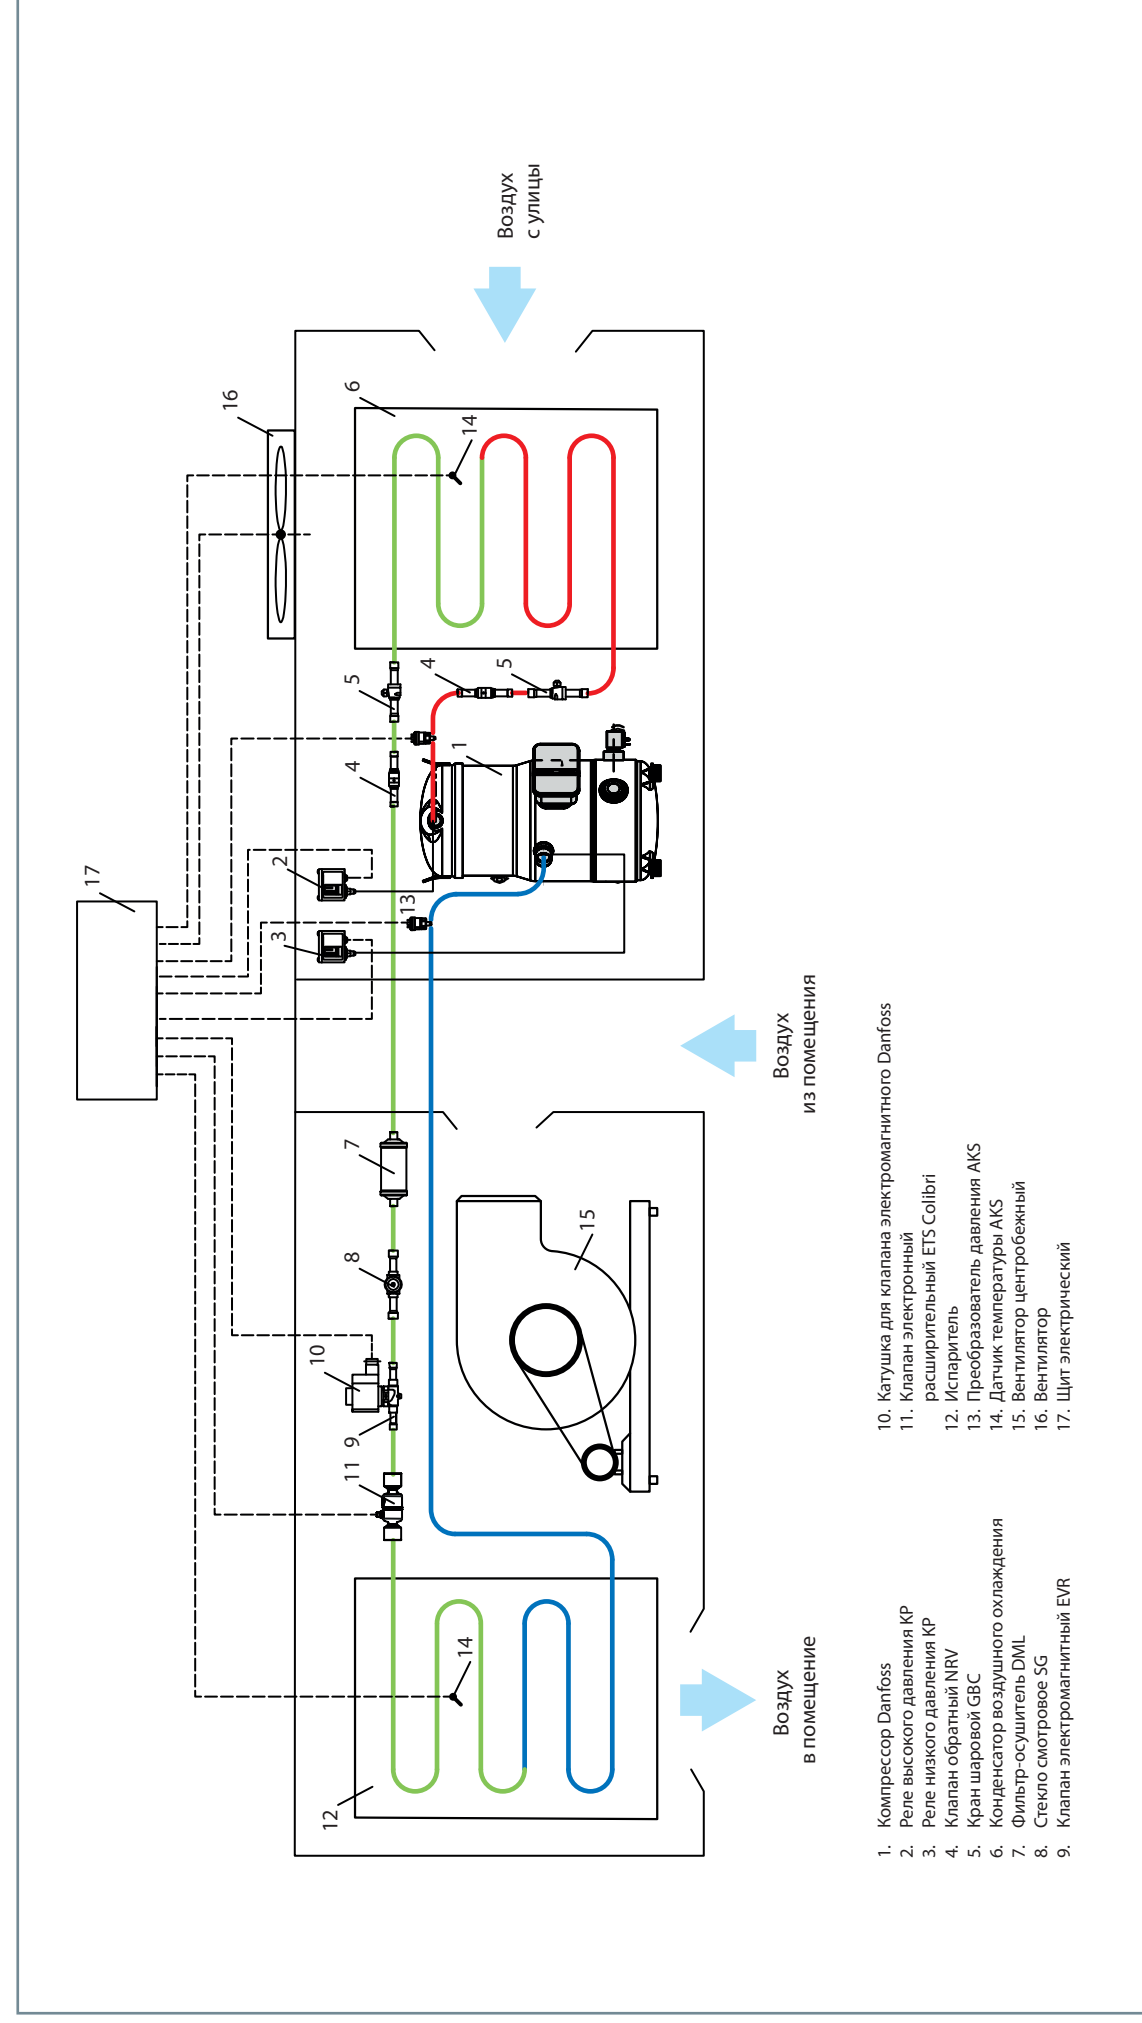 17
16
2
3
10
12
11
9
8
7
4
5
6
13
1
4
5
14
14
15
Воздух
с улицы
Воздух
из помещения
Воздух
в помещение
1. Компрессор Danfoss
2. Реле высокого давления KP
3. Реле низкого давления KP
4. Клапан обратный NRV
5. Кран шаровой GBC
6. Конденсатор воздушного охлаждения
7. Фильтр-осушитель DML
8. Стекло смотровое SG
9. Клапан электромагнитный EVR
10. Катушка для клапана электромагнитного Danfoss
11. Клапан электронный
расширительный ETS Colibri
12. Испаритель
13. Преобразователь давления AKS
14. Датчик температуры AKS
15. Вентилятор центробежный
16. Вентилятор
17. Щит электрический